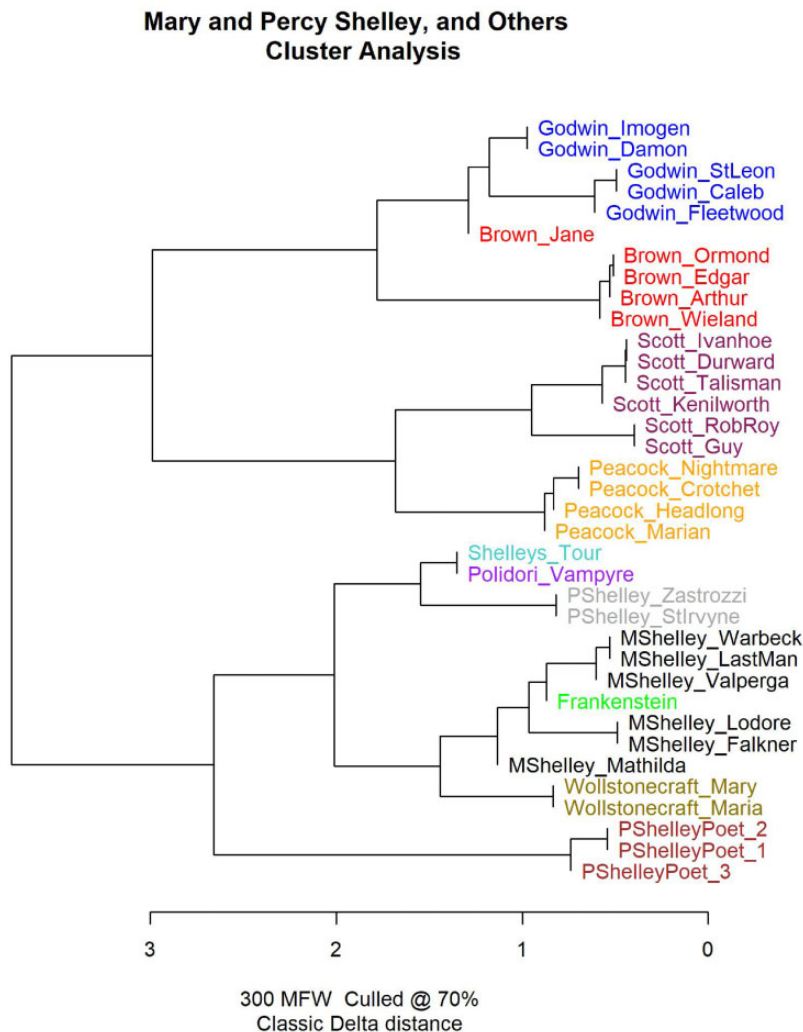 Mary and Percy Shelley, and Others
Cluster Analysis
Godwin_Imogen
Godwin_Damon
Godwin_StLeon
Godwin_Caleb
Godwin_Fleetwood
Brown_Jane
Brown_Ormond
Brown_Edgar
Brown_Arthur
Brown_Wieland
Scott_Ivanhoe
Scott_Durward
Scott_Talisman
Scott_Kenilworth
Scott_RobRoy
Scott_Guy
Peacock_Nightmare
Peacock_Crotchet
Peacock_Headlong
Peacock_Marian
Shelleys_Tour
Polidori_Vampyre
PShelley_Zastrozzi
PShelley_StIrvyne
MShelley_Warbeck
MShelley_LastMan
MShelley_Valperga
Frankenstein
MShelley_Lodore
MShelley_Falkner
MShelley_Mathilda
Wollstonecraft_Mary
Wollstonecraft_Maria
PShelleyPoet_2
PShelleyPoet_1
PShelleyPoet_3
3 2 1 0
300 MFW Culled @ 70%
Classic Delta distance